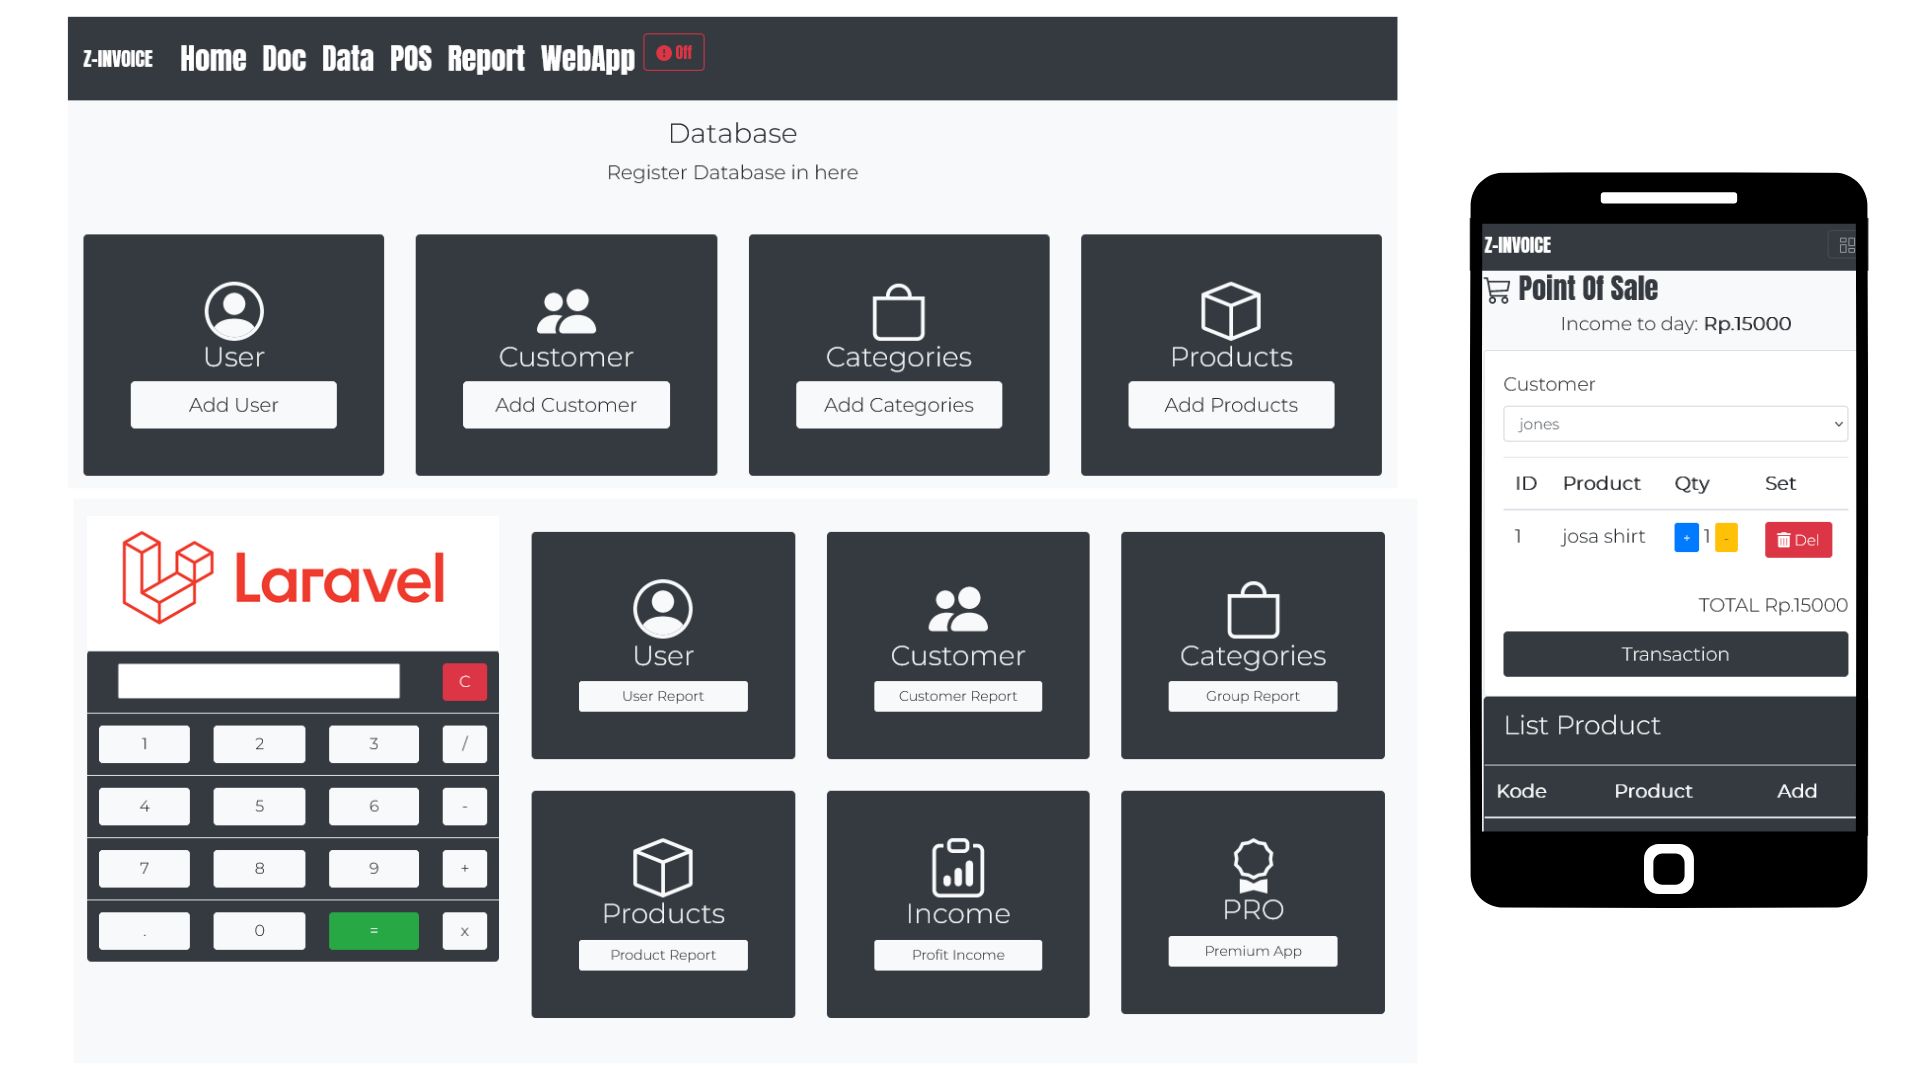 Z-INVOICE Home Doc Data POS Report WebApp Off
Database
Register Database in here
User
Add User
Customer
Add Customer
Categories
Add Categories
Products
Add Products
Laravel
C
1 2 3 /
4 5 6 -
7 8 9 +
. 0 = x
User
User Report
Customer
Customer Report
Categories
Group Report
Products
Product Report
Income
Profit Income
PRO
Premium App
Z-INVOICE
Point Of Sale
Income to day: Rp.15000
Customer
jones
ID Product Qty Set
1 josa shirt + 1 - Del
TOTAL Rp.15000
Transaction
List Product
Kode Product Add